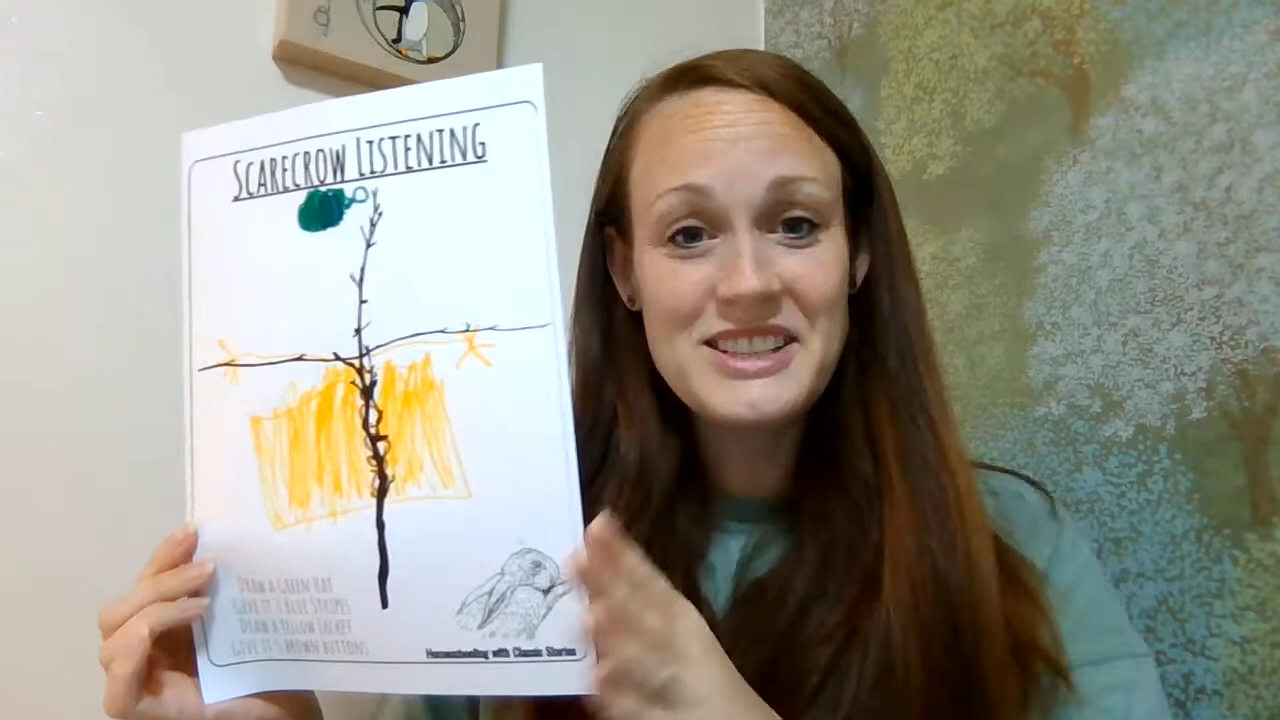 SCARECROW LISTENING
DRAW A GREEN HAT
GIVE IT 3 BLUE STRIPES
DRAW A YELLOW JACKET
GIVE IT 5 BROWN BUTTONS
Homeschooling with Classic Stories